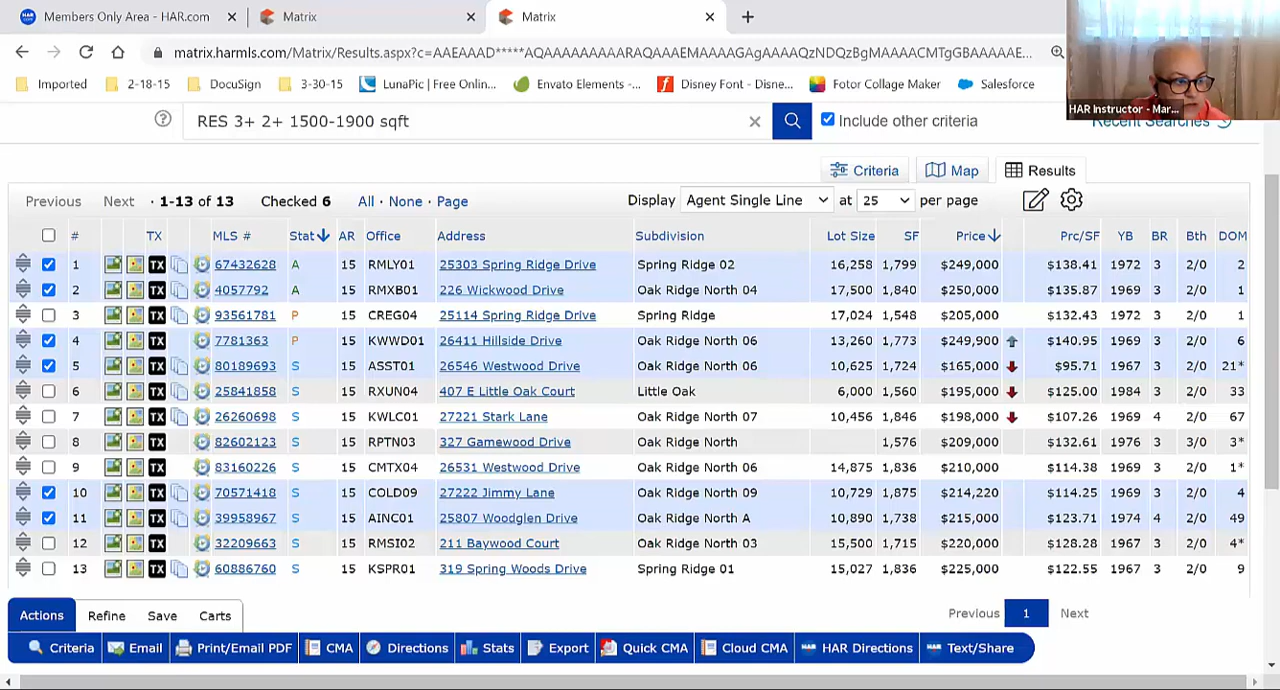 Members Only Area - HAR.com × Matrix × Matrix × +
matrix.harmls.com/Matrix/Results.aspx?c=AAEAAAD*****AQAAAAAAAAARAQAAAEMAAAAGAgAAAAQzNDQzBgMAAAACMTgGBAAAAAE...
Imported 2-18-15 DocuSign 3-30-15 LunaPic | Free Onlin... Envato Elements -... Disney Font - Disne... Fotor Collage Maker Salesforce
HAR Instructor - Mar...
RES 3+ 2+ 1500-1900 sqft Include other criteria Recent Searches
Criteria Map Results
Previous Next · 1-13 of 13 Checked 6 All · None · Page Display Agent Single Line at 25 per page
# TX MLS # Stat AR Office Address Subdivision Lot Size SF Price Prc/SF YB BR Bth DOM
1 TX 67432628 A 15 RMLY01 25303 Spring Ridge Drive Spring Ridge 02 16,258 1,799 $249,000 $138.41 1972 3 2/0 2
2 TX 4057792 A 15 RMXB01 226 Wickwood Drive Oak Ridge North 04 17,500 1,840 $250,000 $135.87 1969 3 2/0 1
3 TX 93561781 P 15 CREG04 25114 Spring Ridge Drive Spring Ridge 17,024 1,548 $205,000 $132.43 1972 3 2/0 1
4 TX 7781363 P 15 KWWD01 26411 Hillside Drive Oak Ridge North 06 13,260 1,773 $249,900 $140.95 1969 3 2/0 6
5 TX 80189693 S 15 ASST01 26546 Westwood Drive Oak Ridge North 06 10,625 1,724 $165,000 $95.71 1967 3 2/0 21*
6 TX 25841858 S 15 RXUN04 407 E Little Oak Court Little Oak 6,000 1,560 $195,000 $125.00 1984 3 2/0 33
7 TX 26260698 S 15 KWLC01 27221 Stark Lane Oak Ridge North 07 10,456 1,846 $198,000 $107.26 1969 4 2/0 67
8 TX 82602123 S 15 RPTN03 327 Gamewood Drive Oak Ridge North 1,576 $209,000 $132.61 1976 3 3/0 3*
9 TX 83160226 S 15 CMTX04 26531 Westwood Drive Oak Ridge North 06 14,875 1,836 $210,000 $114.38 1969 3 2/0 1*
10 TX 70571418 S 15 COLD09 27222 Jimmy Lane Oak Ridge North 09 10,729 1,875 $214,220 $114.25 1969 3 2/0 4
11 TX 39958967 S 15 AINC01 25807 Woodglen Drive Oak Ridge North A 10,890 1,738 $215,000 $123.71 1974 4 2/0 49
12 TX 32209663 S 15 RMSI02 211 Baywood Court Oak Ridge North 03 15,500 1,715 $220,000 $128.28 1967 3 2/0 4*
13 TX 60886760 S 15 KSPR01 319 Spring Woods Drive Spring Ridge 01 15,027 1,836 $225,000 $122.55 1967 3 2/0 9
Actions Refine Save Carts Previous 1 Next
Criteria Email Print/Email PDF CMA Directions Stats Export Quick CMA Cloud CMA HAR Directions Text/Share